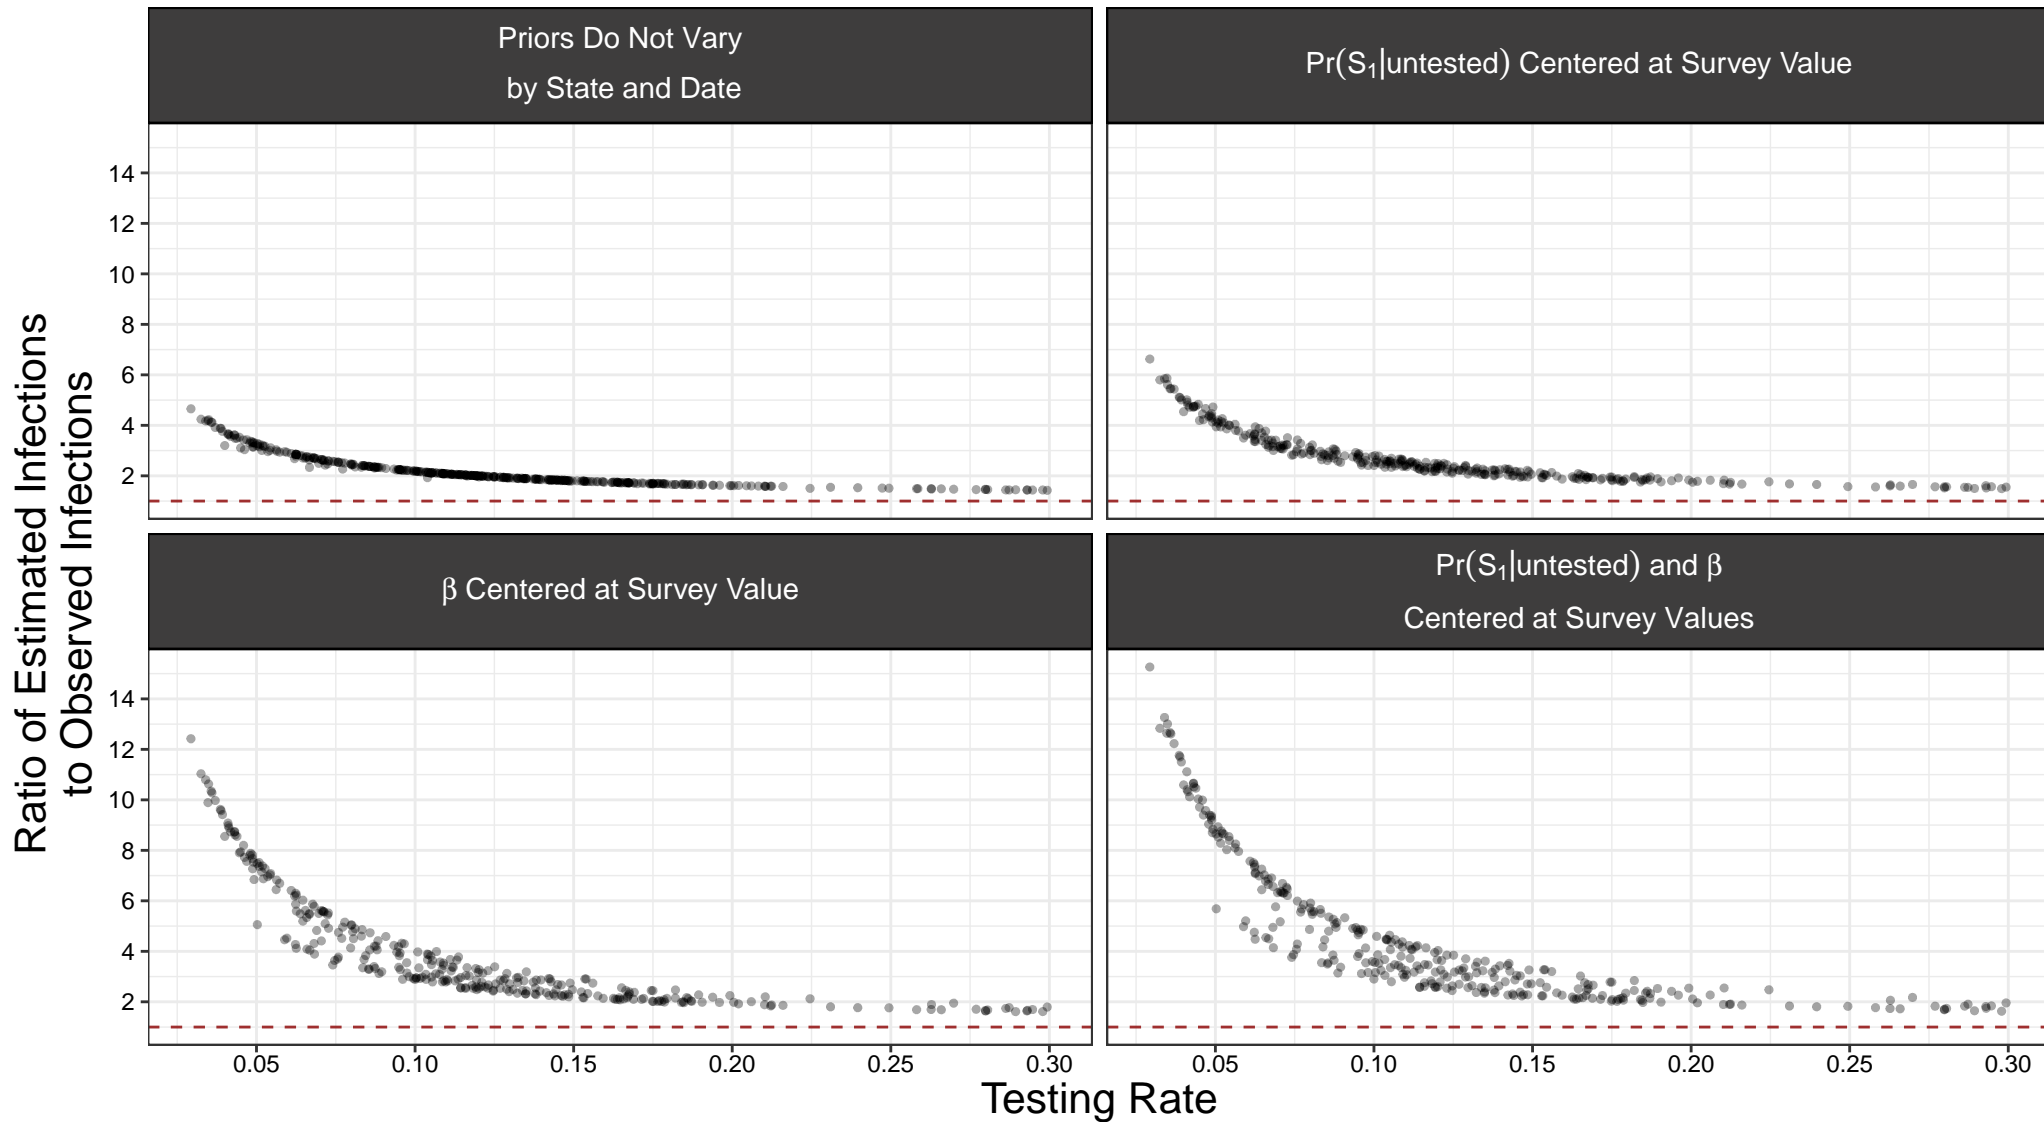 Priors Do Not Vary
by State and Date
Pr(S₁|untested) Centered at Survey Value
14
12
10
8
6
4
2
β Centered at Survey Value
Pr(S₁|untested) and β
Centered at Survey Values
14
12
10
8
6
4
2
0.05 0.10 0.15 0.20 0.25 0.30
0.05 0.10 0.15 0.20 0.25 0.30
Ratio of Estimated Infections
to Observed Infections
Testing Rate